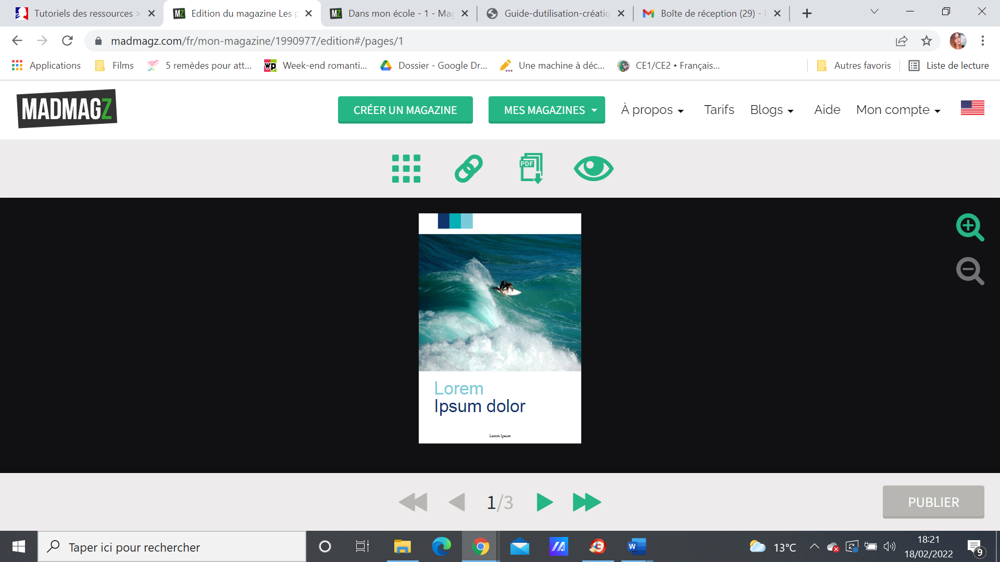 Tutoriels des ressources >
Edition du magazine Les p
Dans mon école - 1 - Mag
Guide-dutilisation-créatio
Boîte de réception (29) -
madmagz.com/fr/mon-magazine/1990977/edition#/pages/1
Applications
Films
5 remèdes pour att...
Week-end romanti...
Dossier - Google Dr...
Une machine à déc...
CE1/CE2 • Français...
Autres favoris
Liste de lecture
MADMAGZ
CRÉER UN MAGAZINE
MES MAGAZINES
À propos
Tarifs
Blogs
Aide
Mon compte
PDF
Lorem
Ipsum dolor
Lorem Ipsum
1/3
PUBLIER
Taper ici pour rechercher
13°C
18:21
18/02/2022
9